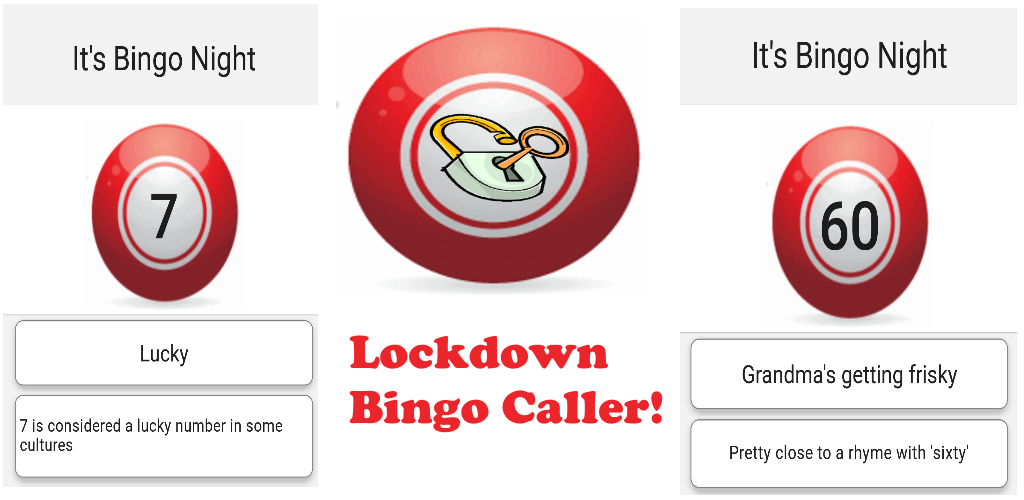 It's Bingo Night
7
Lucky
7 is considered a lucky number in some
cultures
Lockdown
Bingo Caller!
It's Bingo Night
60
Grandma's getting frisky
Pretty close to a rhyme with 'sixty'